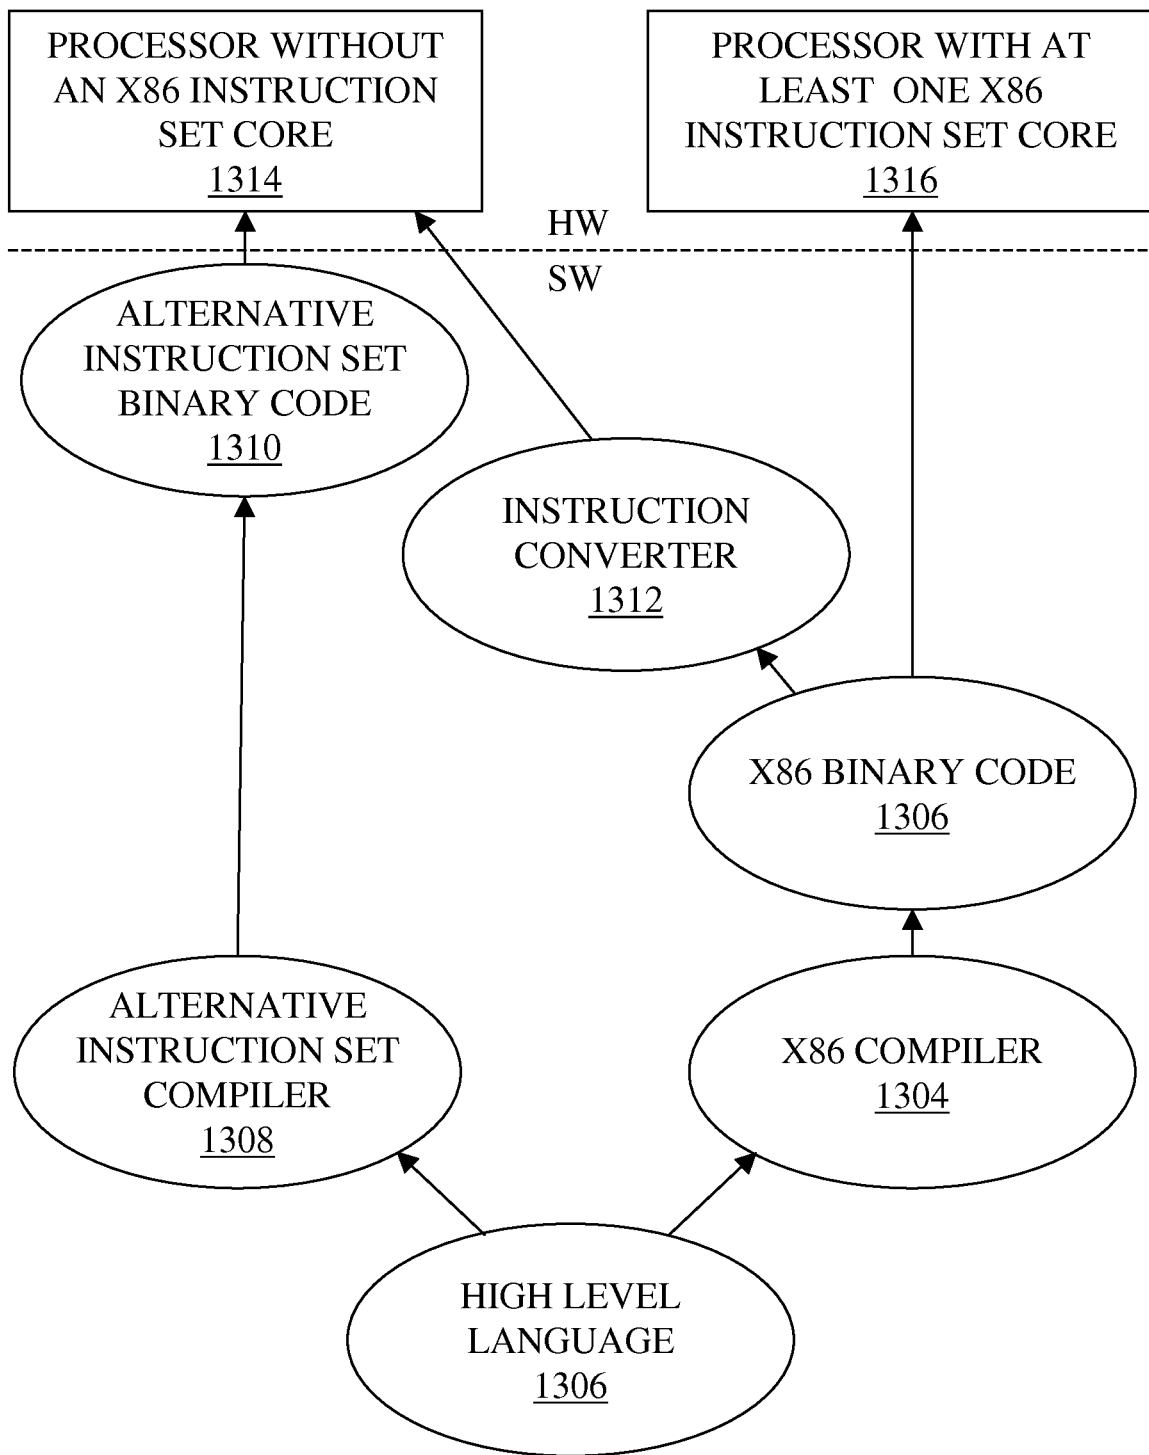 PROCESSOR WITHOUT
AN X86 INSTRUCTION
SET CORE
1314
PROCESSOR WITH AT
LEAST ONE X86
INSTRUCTION SET CORE
1316
HW
SW
ALTERNATIVE
INSTRUCTION SET
BINARY CODE
1310
INSTRUCTION
CONVERTER
1312
X86 BINARY CODE
1306
ALTERNATIVE
INSTRUCTION SET
COMPILER
1308
X86 COMPILER
1304
HIGH LEVEL
LANGUAGE
1306